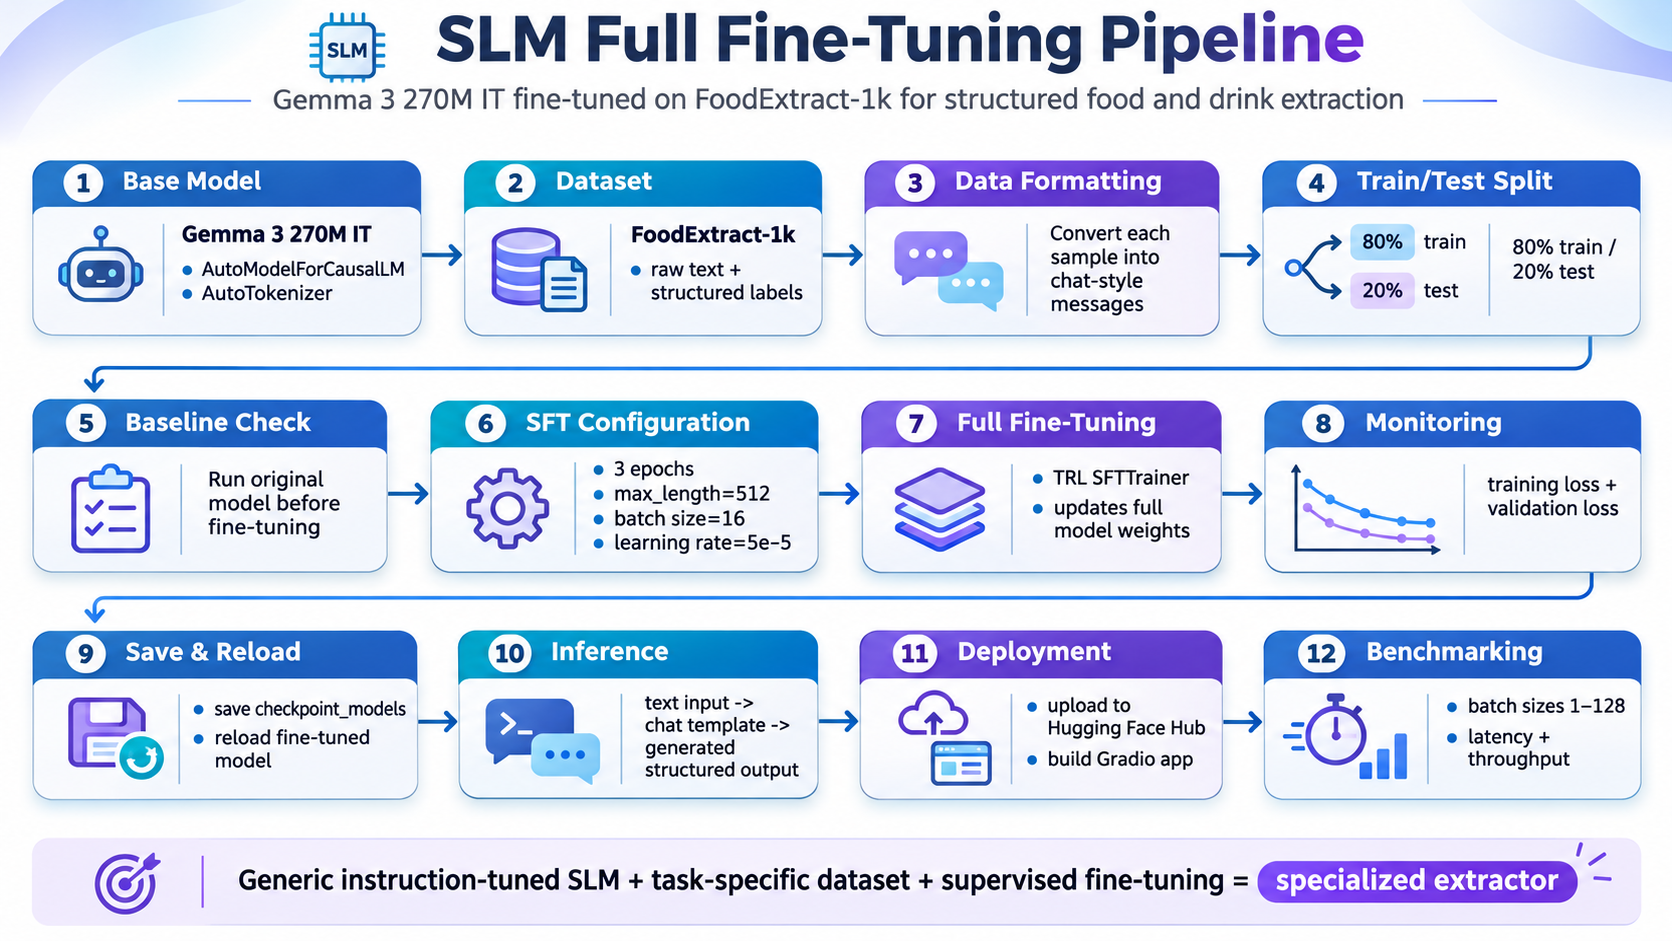 SLM
SLM Full Fine-Tuning Pipeline
Gemma 3 270M IT fine-tuned on FoodExtract-1k for structured food and drink extraction
1 Base Model
Gemma 3 270M IT
AutoModelForCausalLM
AutoTokenizer
2 Dataset
FoodExtract-1k
raw text +
structured labels
3 Data Formatting
Convert each
sample into
chat-style
messages
4 Train/Test Split
80% train
20% test
80% train /
20% test
5 Baseline Check
Run original
model before
fine-tuning
6 SFT Configuration
3 epochs
max_length=512
batch size=16
learning rate=5e-5
7 Full Fine-Tuning
TRL SFTTrainer
updates full
model weights
8 Monitoring
training loss +
validation loss
9 Save & Reload
save checkpoint_models
reload fine-tuned
model
10 Inference
text input ->
chat template ->
generated
structured output
11 Deployment
upload to
Hugging Face Hub
build Gradio app
12 Benchmarking
batch sizes 1–128
latency +
throughput
Generic instruction-tuned SLM + task-specific dataset + supervised fine-tuning = specialized extractor